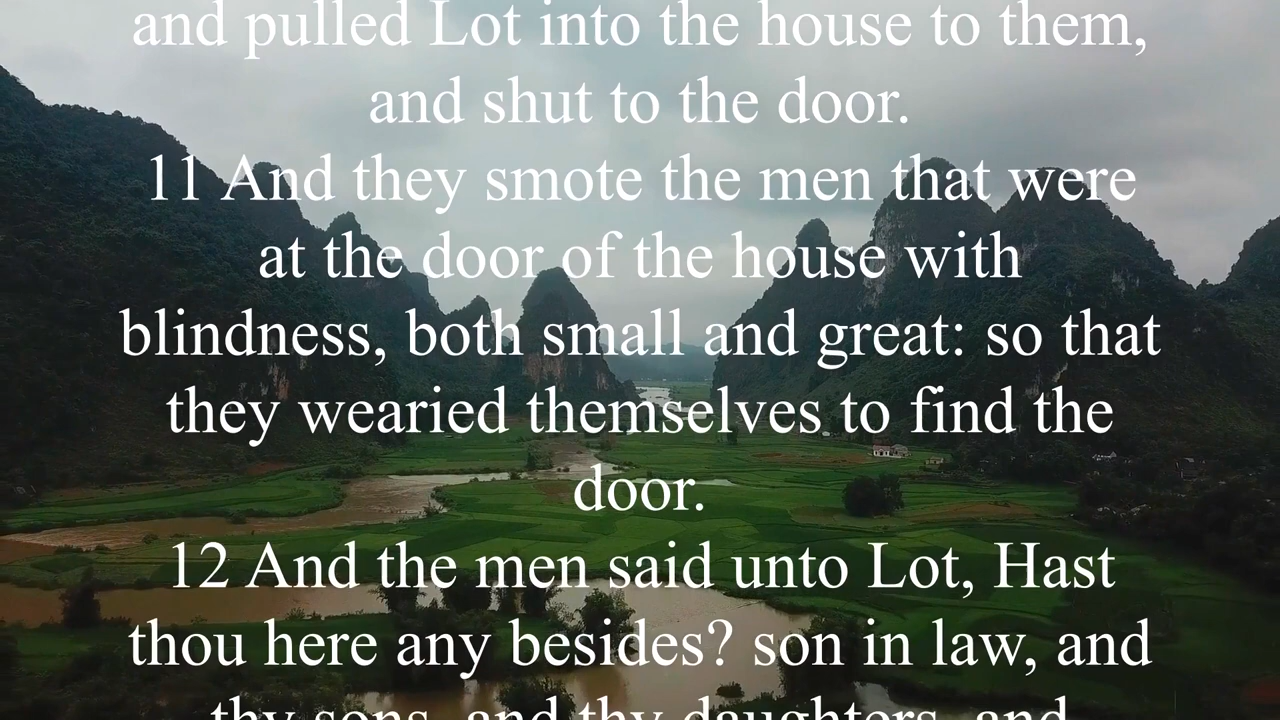 and pulled Lot into the house to them,
and shut to the door.
11 And they smote the men that were
at the door of the house with
blindness, both small and great: so that
they wearied themselves to find the
door.
12 And the men said unto Lot, Hast
thou here any besides? son in law, and
thy sons, and thy daughters, and